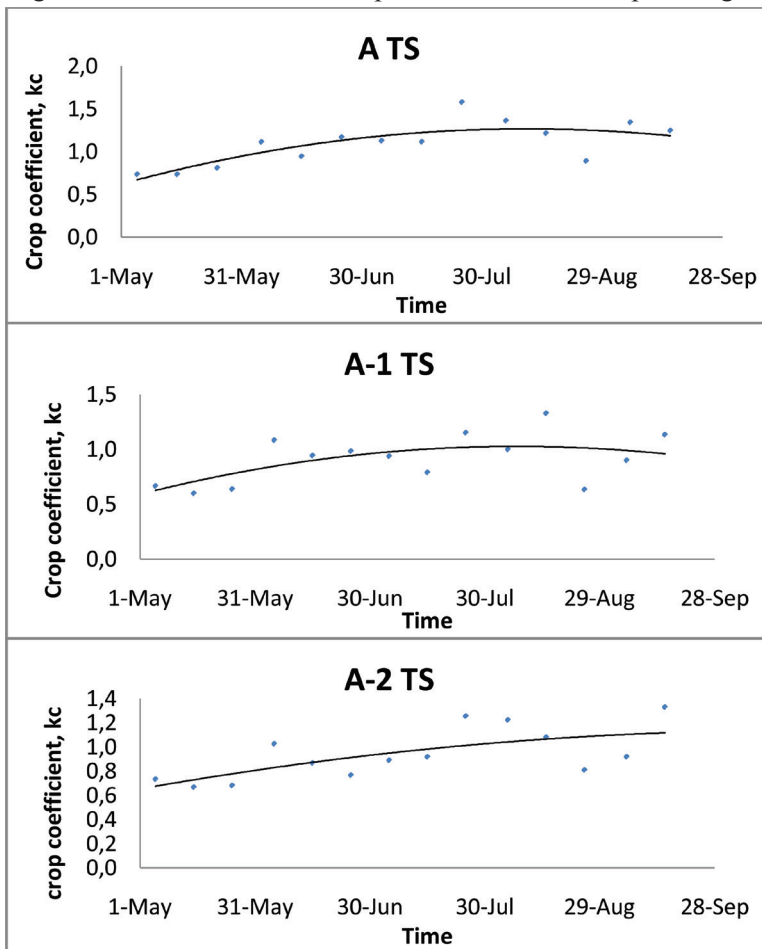 A TS
Crop coefficient, kc
2,0
1,5
1,0
0,5
0,0
1-May 31-May 30-Jun 30-Jul 29-Aug 28-Sep
Time
A-1 TS
Crop coefficient, kc
1,5
1,0
0,5
0,0
1-May 31-May 30-Jun 30-Jul 29-Aug 28-Sep
Time
A-2 TS
crop coefficient, kc
1,4
1,2
1,0
0,8
0,6
0,4
0,2
0,0
1-May 31-May 30-Jun 30-Jul 29-Aug 28-Sep
Time